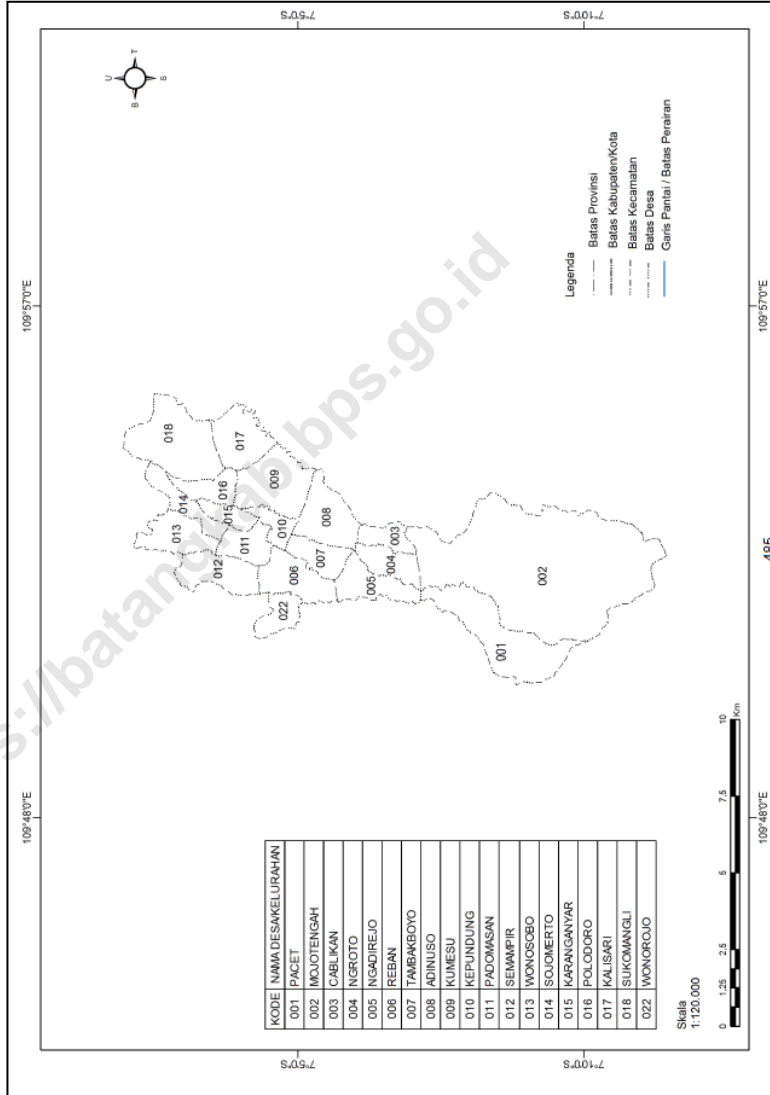 109°48'0"E
109°57'0"E
7°5'0"S
7°10'0"S
U
B
T
S
018
017
013
014
016
009
015
012
011
010
008
006
007
022
003
005
004
002
001
KODE NAMA DESA/KELURAHAN
001 PACET
002 MOJOTENGAH
003 CABLIKAN
004 NGROTO
005 NGADIREJO
006 REBAN
007 TAMBAKBOYO
008 ADINUSO
009 KUMESU
010 KEPUNDUNG
011 PADOMASAN
012 SEMAMPIR
013 WONOSOBO
014 SOJOMERTO
015 KARANGANYAR
016 POLODORO
017 KALISARI
018 SUKOMANGLI
022 WONOROJO
Legenda
Batas Provinsi
Batas Kabupaten/Kota
Batas Kecamatan
Batas Desa
Garis Pantai / Batas Perairan
Skala
1:120.000
0 1,25 2,5 5 7,5 10
Km
7°5'0"S
7°10'0"S
109°48'0"E
109°57'0"E
485
s://batangkab.bps.go.id